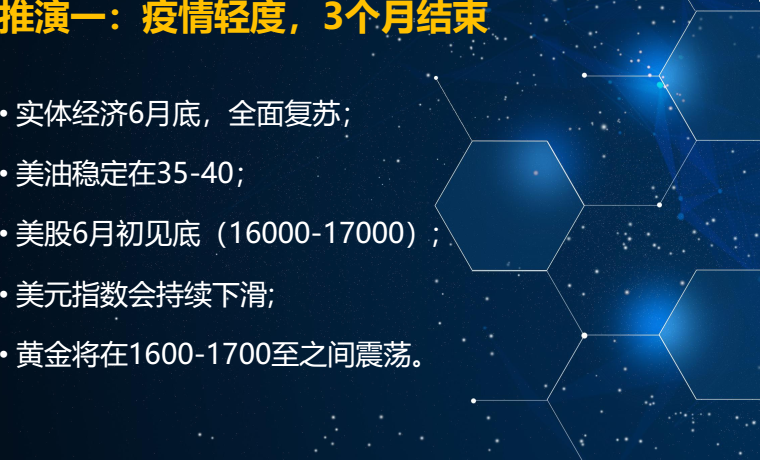 推演一：疫情轻度，3个月结束
• 实体经济6月底，全面复苏；
• 美油稳定在35-40；
• 美股6月初见底（16000-17000）；
• 美元指数会持续下滑;
• 黄金将在1600-1700至之间震荡。